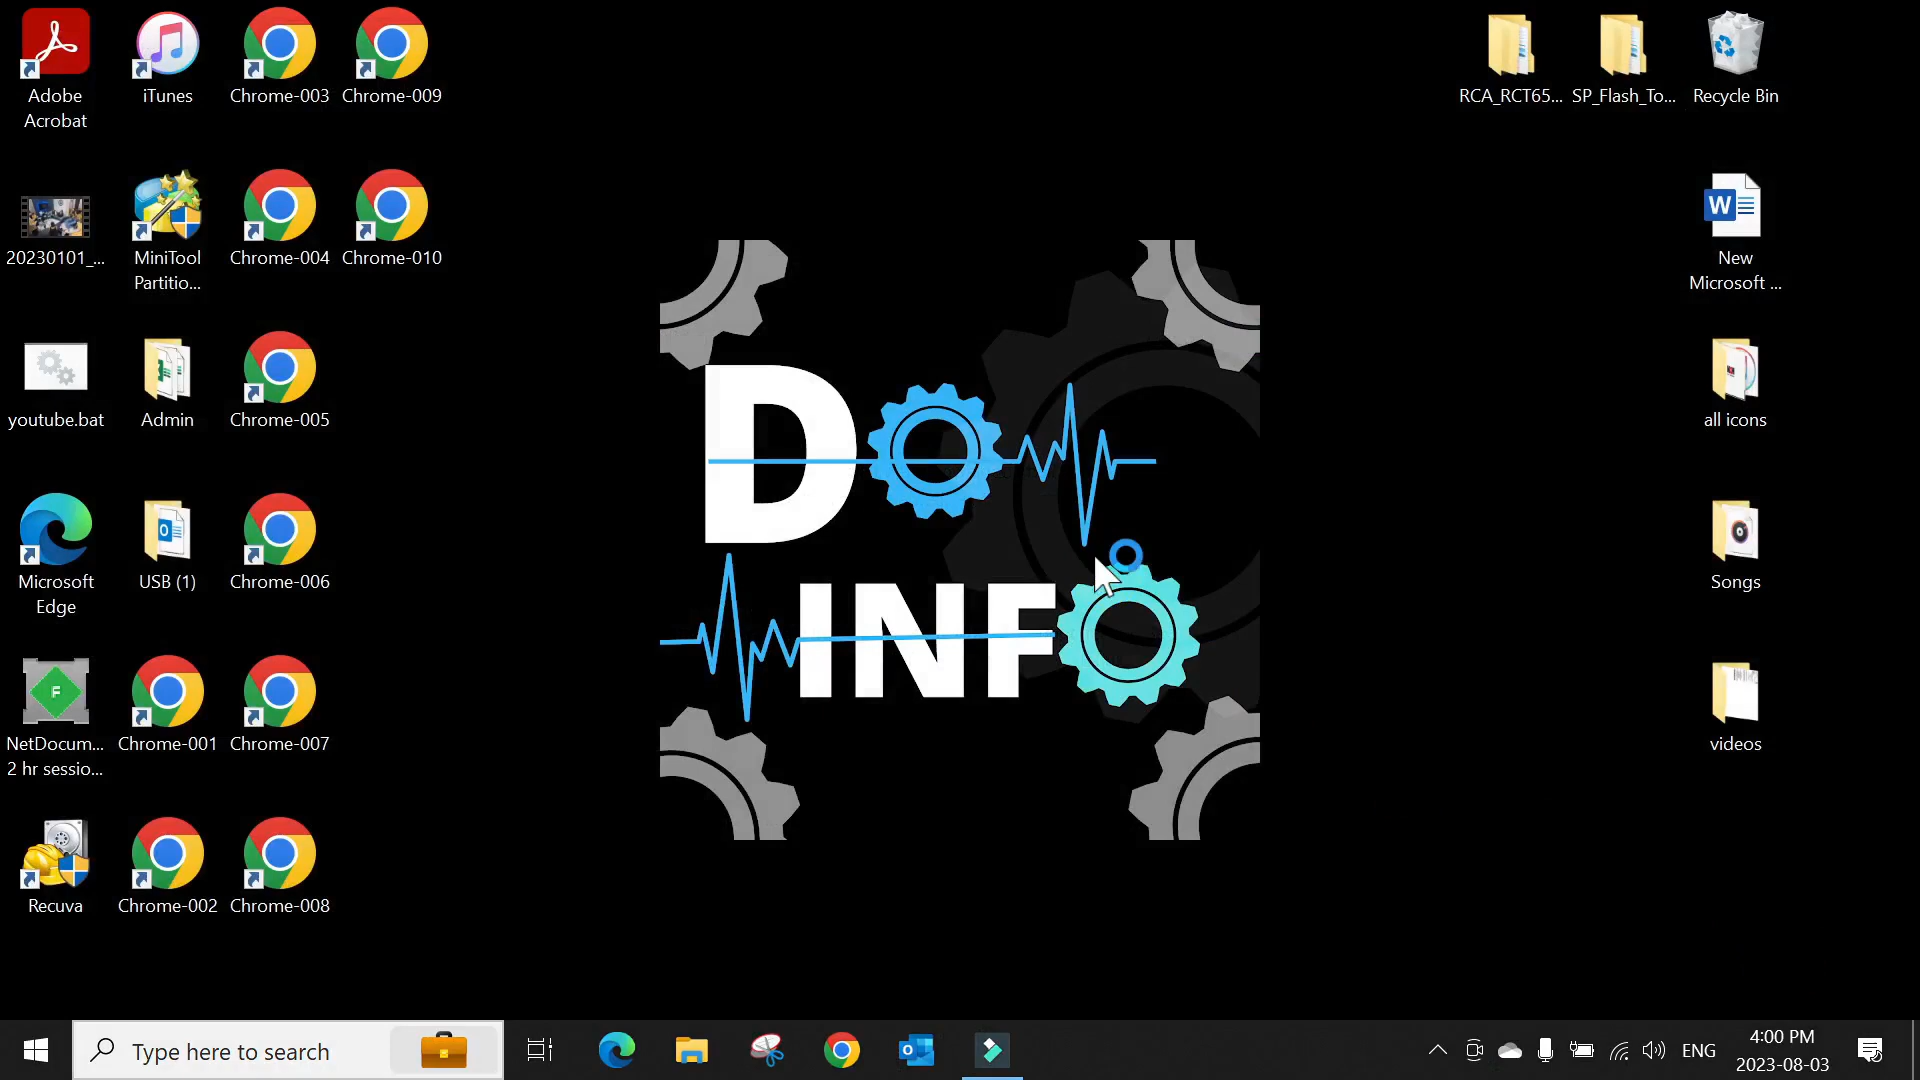 Adobe
Acrobat
iTunes
Chrome-003
Chrome-009
RCA_RCT65...
SP_Flash_To...
Recycle Bin
20230101_...
MiniTool
Partitio...
Chrome-004
Chrome-010
New
Microsoft ...
youtube.bat
Admin
Chrome-005
all icons
Microsoft
Edge
USB (1)
Chrome-006
Songs
NetDocum...
2 hr sessio...
Chrome-001
Chrome-007
videos
Recuva
Chrome-002
Chrome-008
Do
INFO
Type here to search
ENG
4:00 PM
2023-08-03